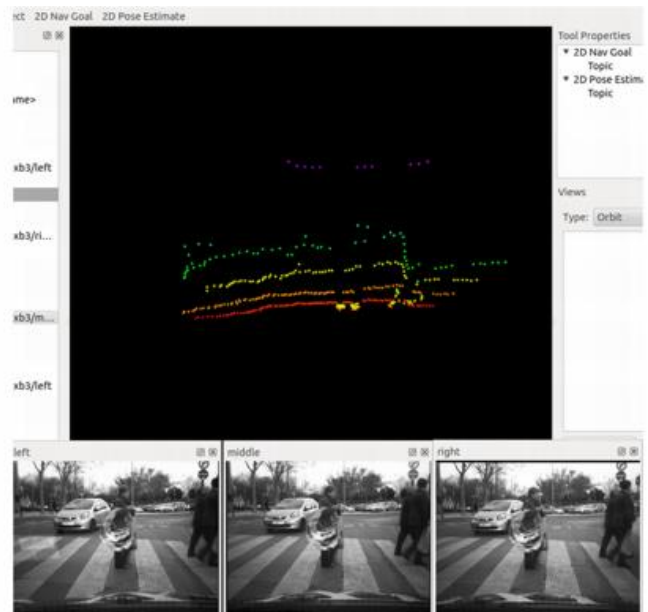 ect 2D Nav Goal 2D Pose Estimate
Tool Properties
2D Nav Goal
Topic
2D Pose Estima
Topic
ame>
xb3/left
xb3/ri...
xb3/m...
xb3/left
Views
Type: Orbit
left
middle
right